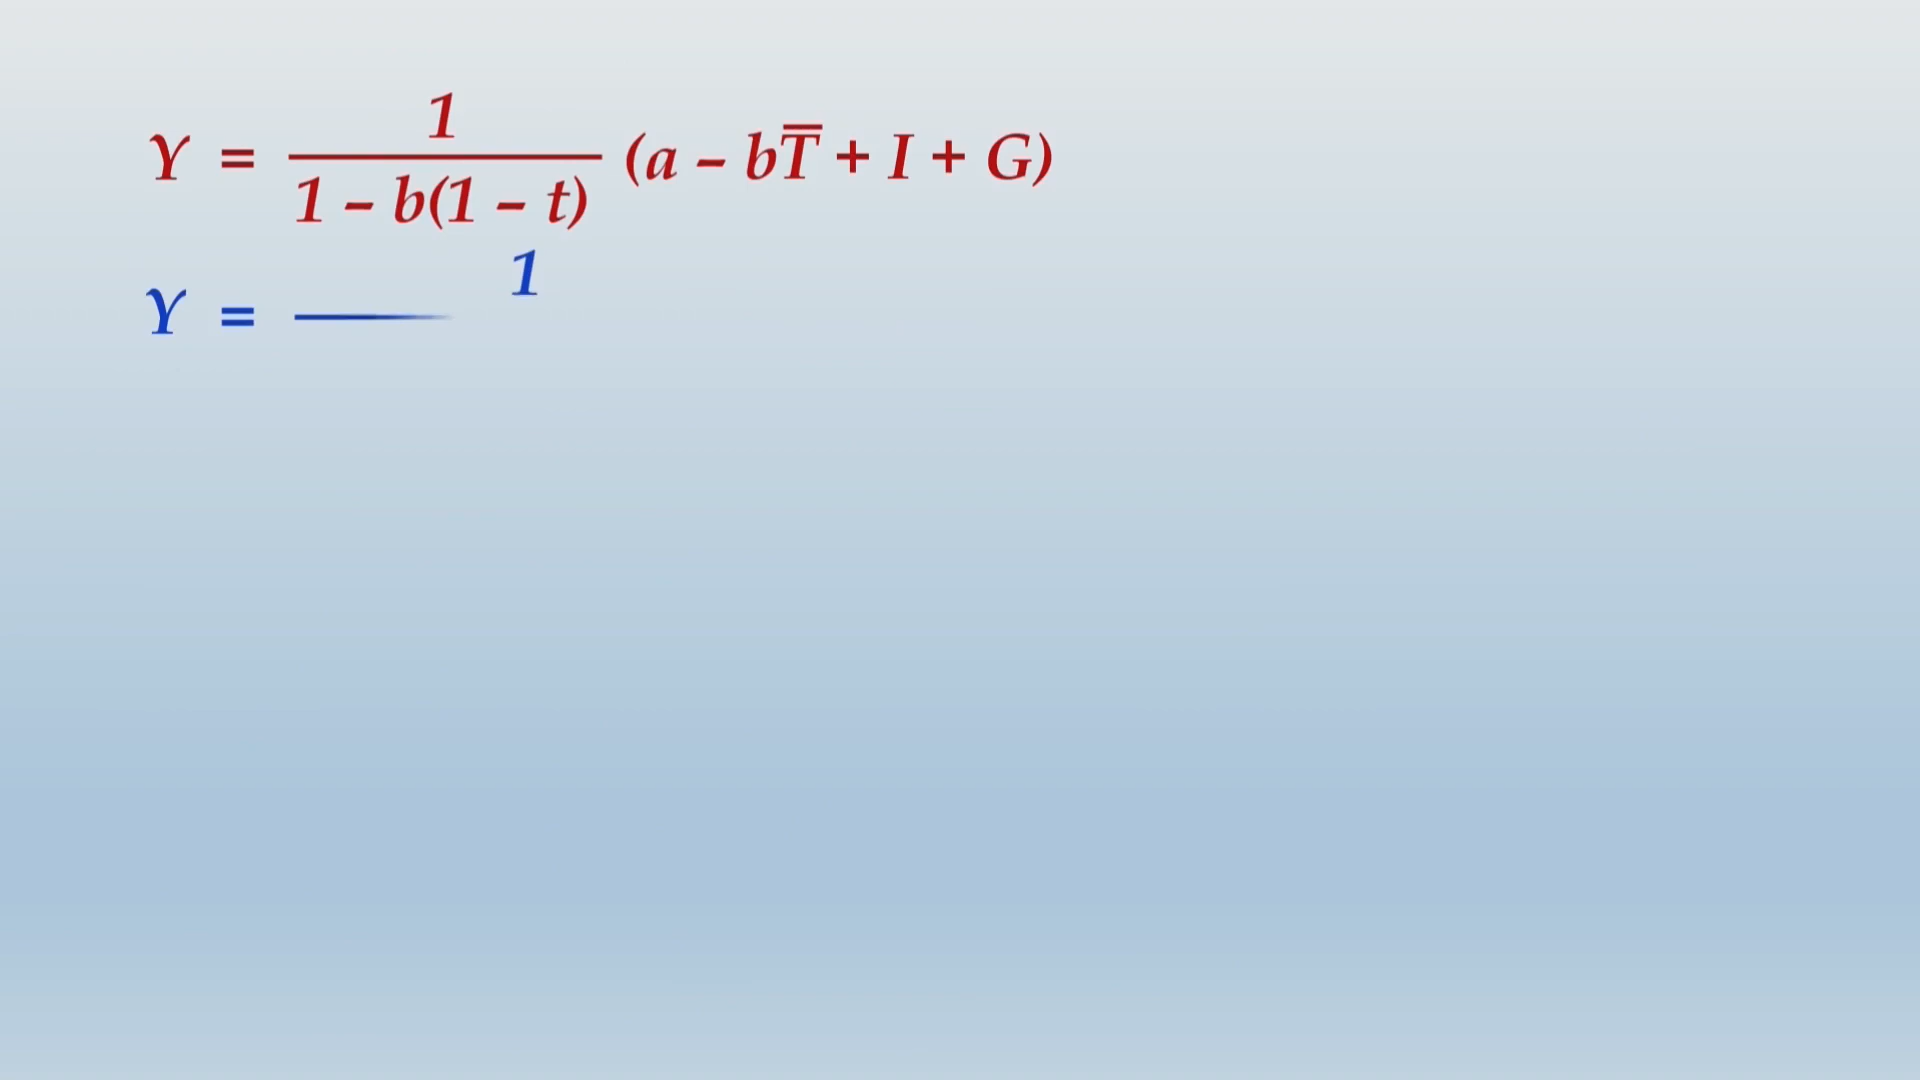 1
Y = ——— (a – bT̿ + I + G)
1 – b(1 – t)
1
Y = ———